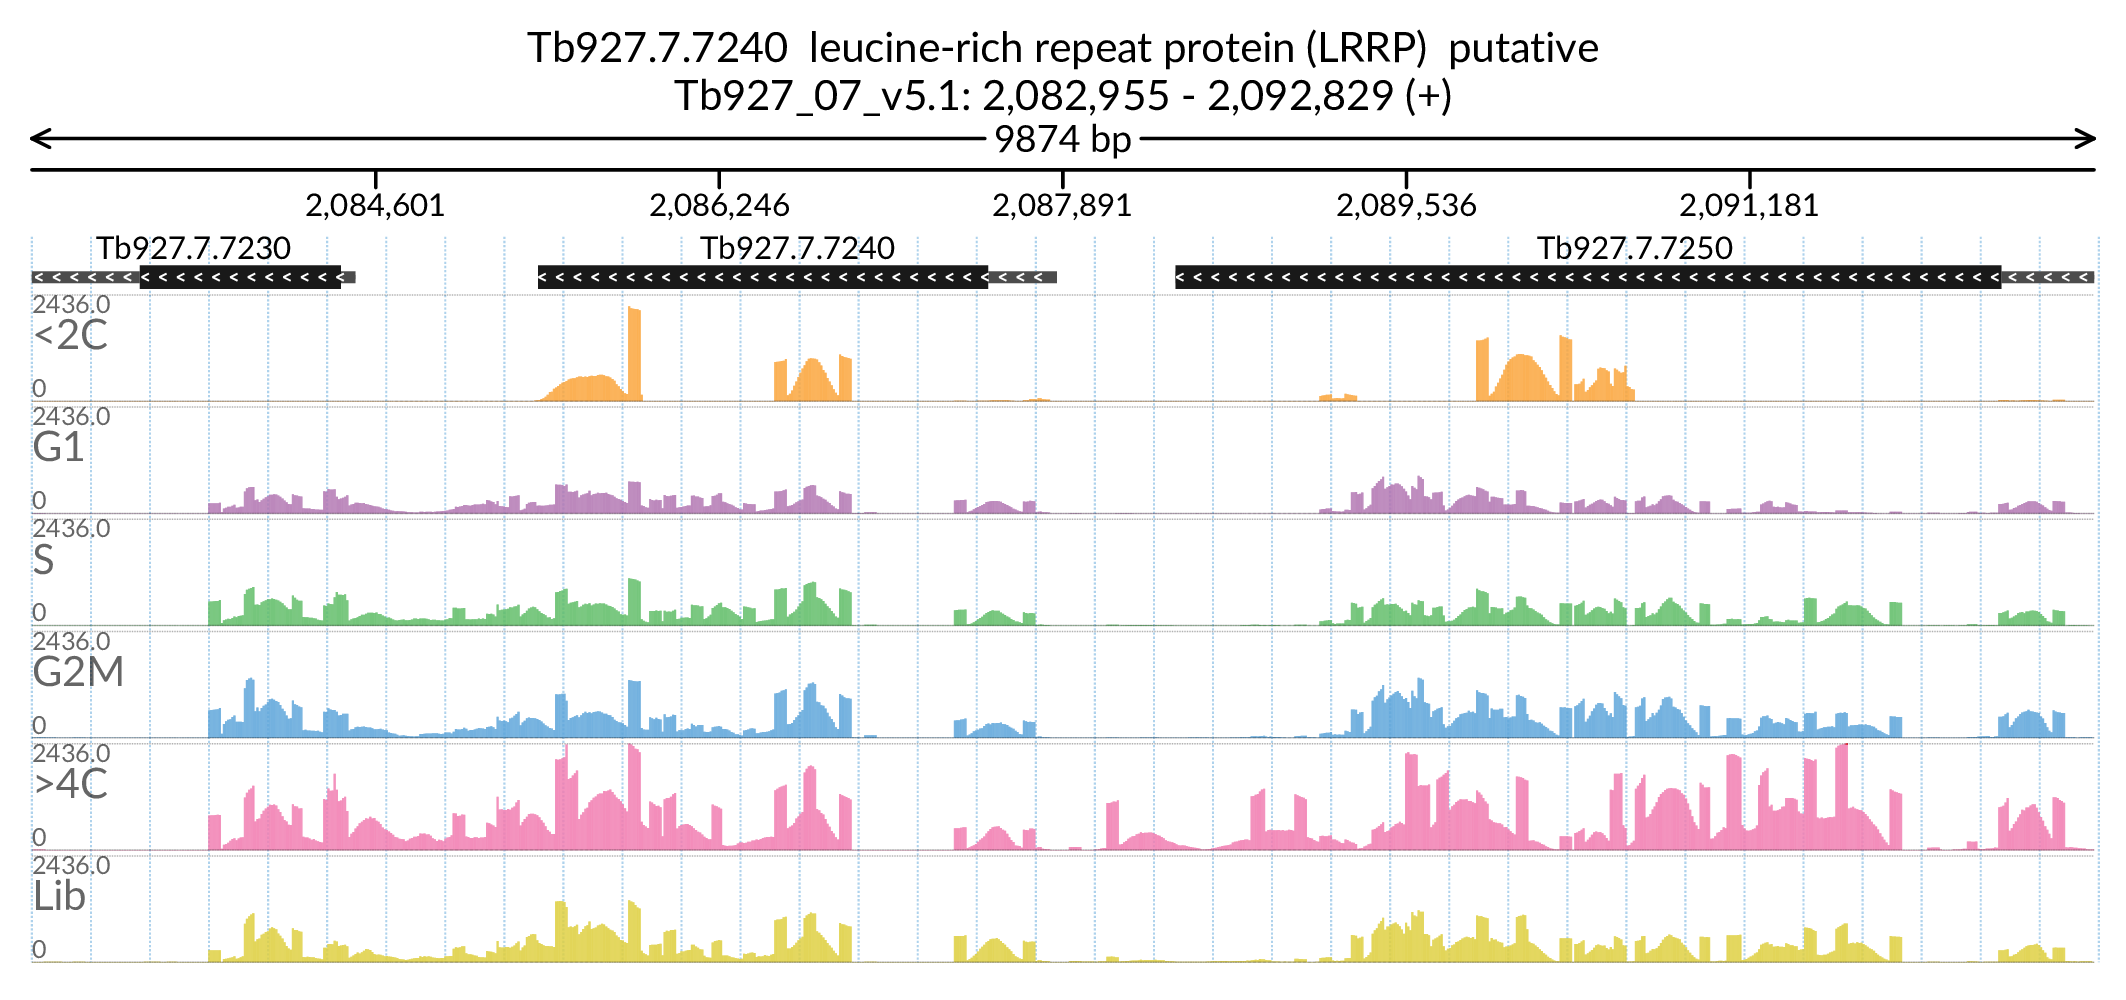 Tb927.7.7240  leucine-rich repeat protein (LRRP)  putative
Tb927_07_v5.1: 2,082,955 - 2,092,829 (+)
9874 bp
2,084,601 2,086,246 2,087,891 2,089,536 2,091,181
Tb927.7.7230 Tb927.7.7240 Tb927.7.7250
2436.0
<2C
0
2436.0
G1
0
2436.0
S
0
2436.0
G2M
0
2436.0
>4C
0
2436.0
Lib
0